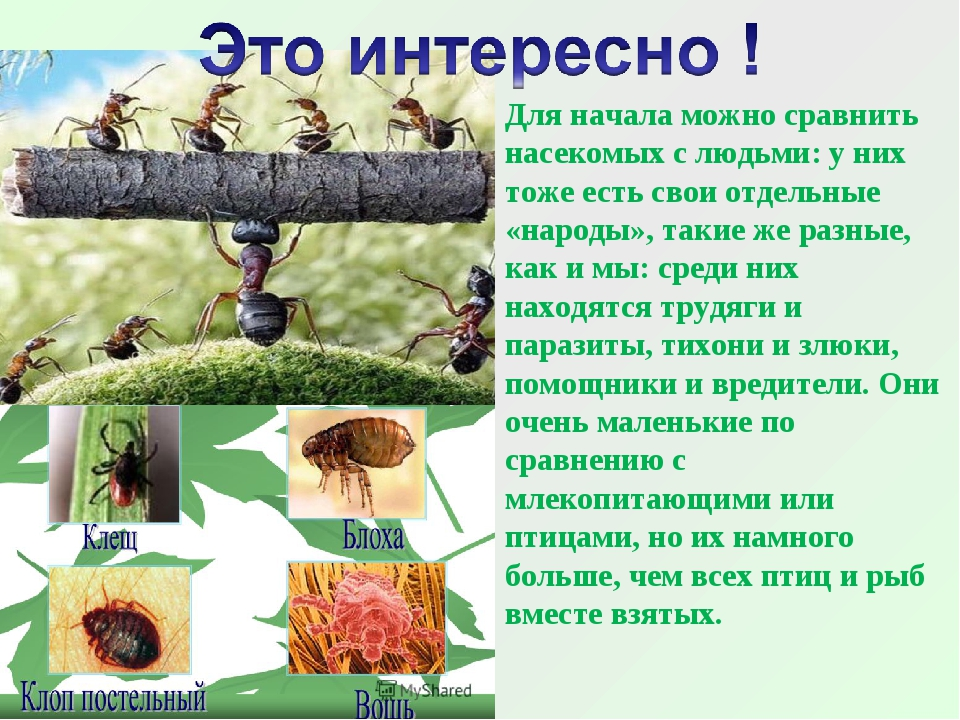 Это интересно !
Для начала можно сравнить
насекомых с людьми: у них
тоже есть свои отдельные
«народы», такие же разные,
как и мы: среди них
находятся трудяги и
паразиты, тихони и злюки,
помощники и вредители. Они
очень маленькие по
сравнению с
млекопитающими или
птицами, но их намного
больше, чем всех птиц и рыб
вместе взятых.
Клещ
Блоха
Клоп постельный
Вошь
MyShared